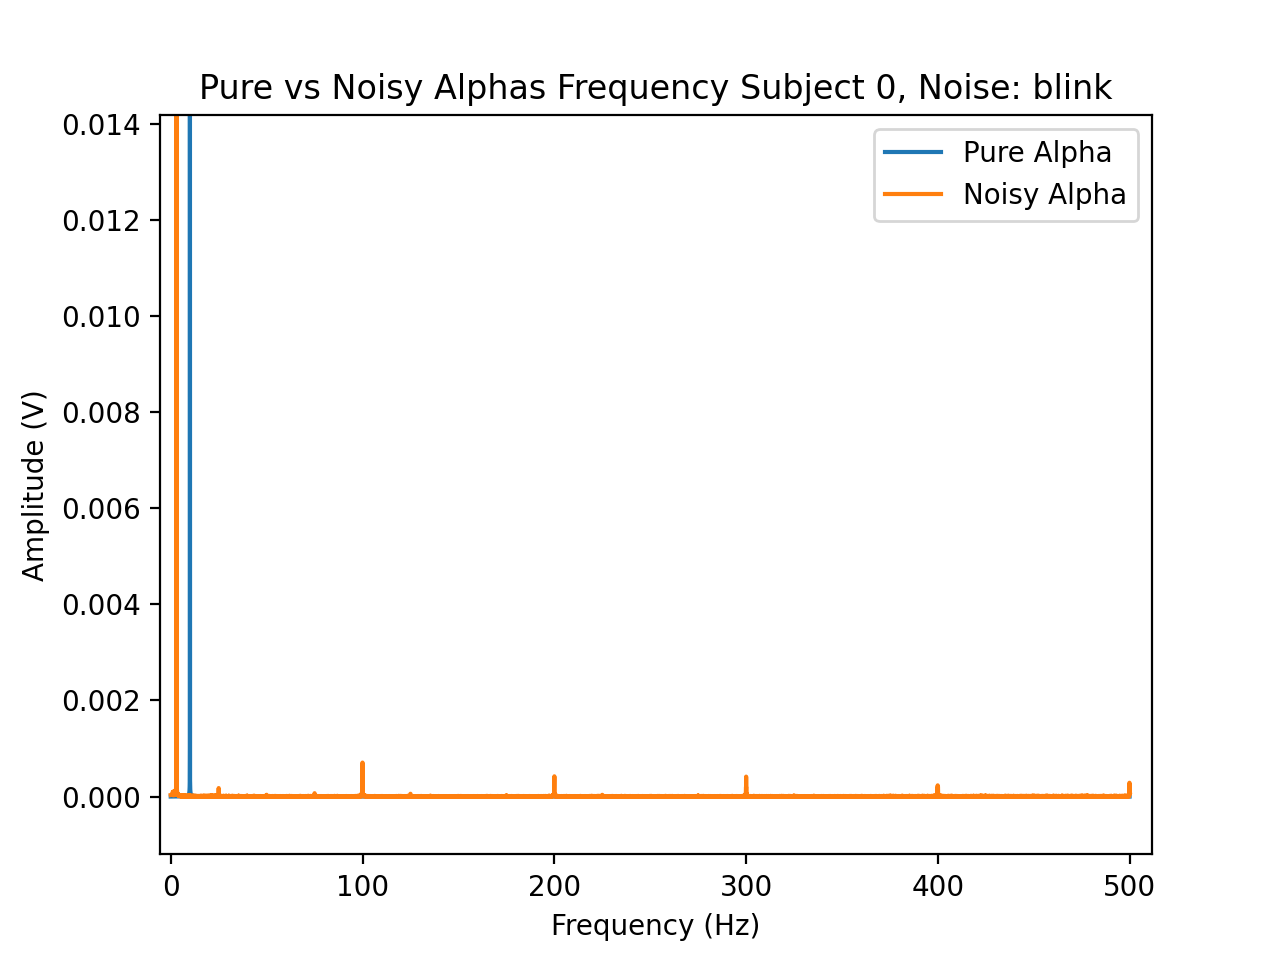 Pure vs Noisy Alphas Frequency Subject 0, Noise: blink
Pure Alpha
Noisy Alpha
0.014
0.012
0.010
0.008
0.006
0.004
0.002
0.000
Amplitude (V)
0 100 200 300 400 500
Frequency (Hz)